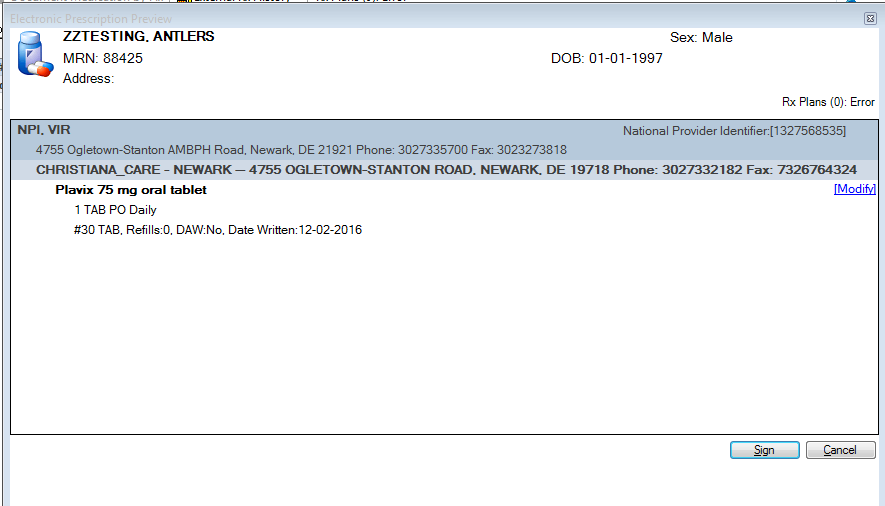 Electronic Prescription Preview
ZZTESTING, ANTLERS
Sex: Male
MRN: 88425
DOB: 01-01-1997
Address:
Rx Plans (0): Error
NPI, VIR
National Provider Identifier:[1327568535]
4755 Ogletown-Stanton AMBPH Road, Newark, DE 21921 Phone: 3027335700 Fax: 3023273818
CHRISTIANA_CARE - NEWARK -- 4755 OGLETOWN-STANTON ROAD, NEWARK, DE 19718 Phone: 3027332182 Fax: 7326764324
Plavix 75 mg oral tablet
[Modify]
1 TAB PO Daily
#30 TAB, Refills:0, DAW:No, Date Written:12-02-2016
Sign
Cancel